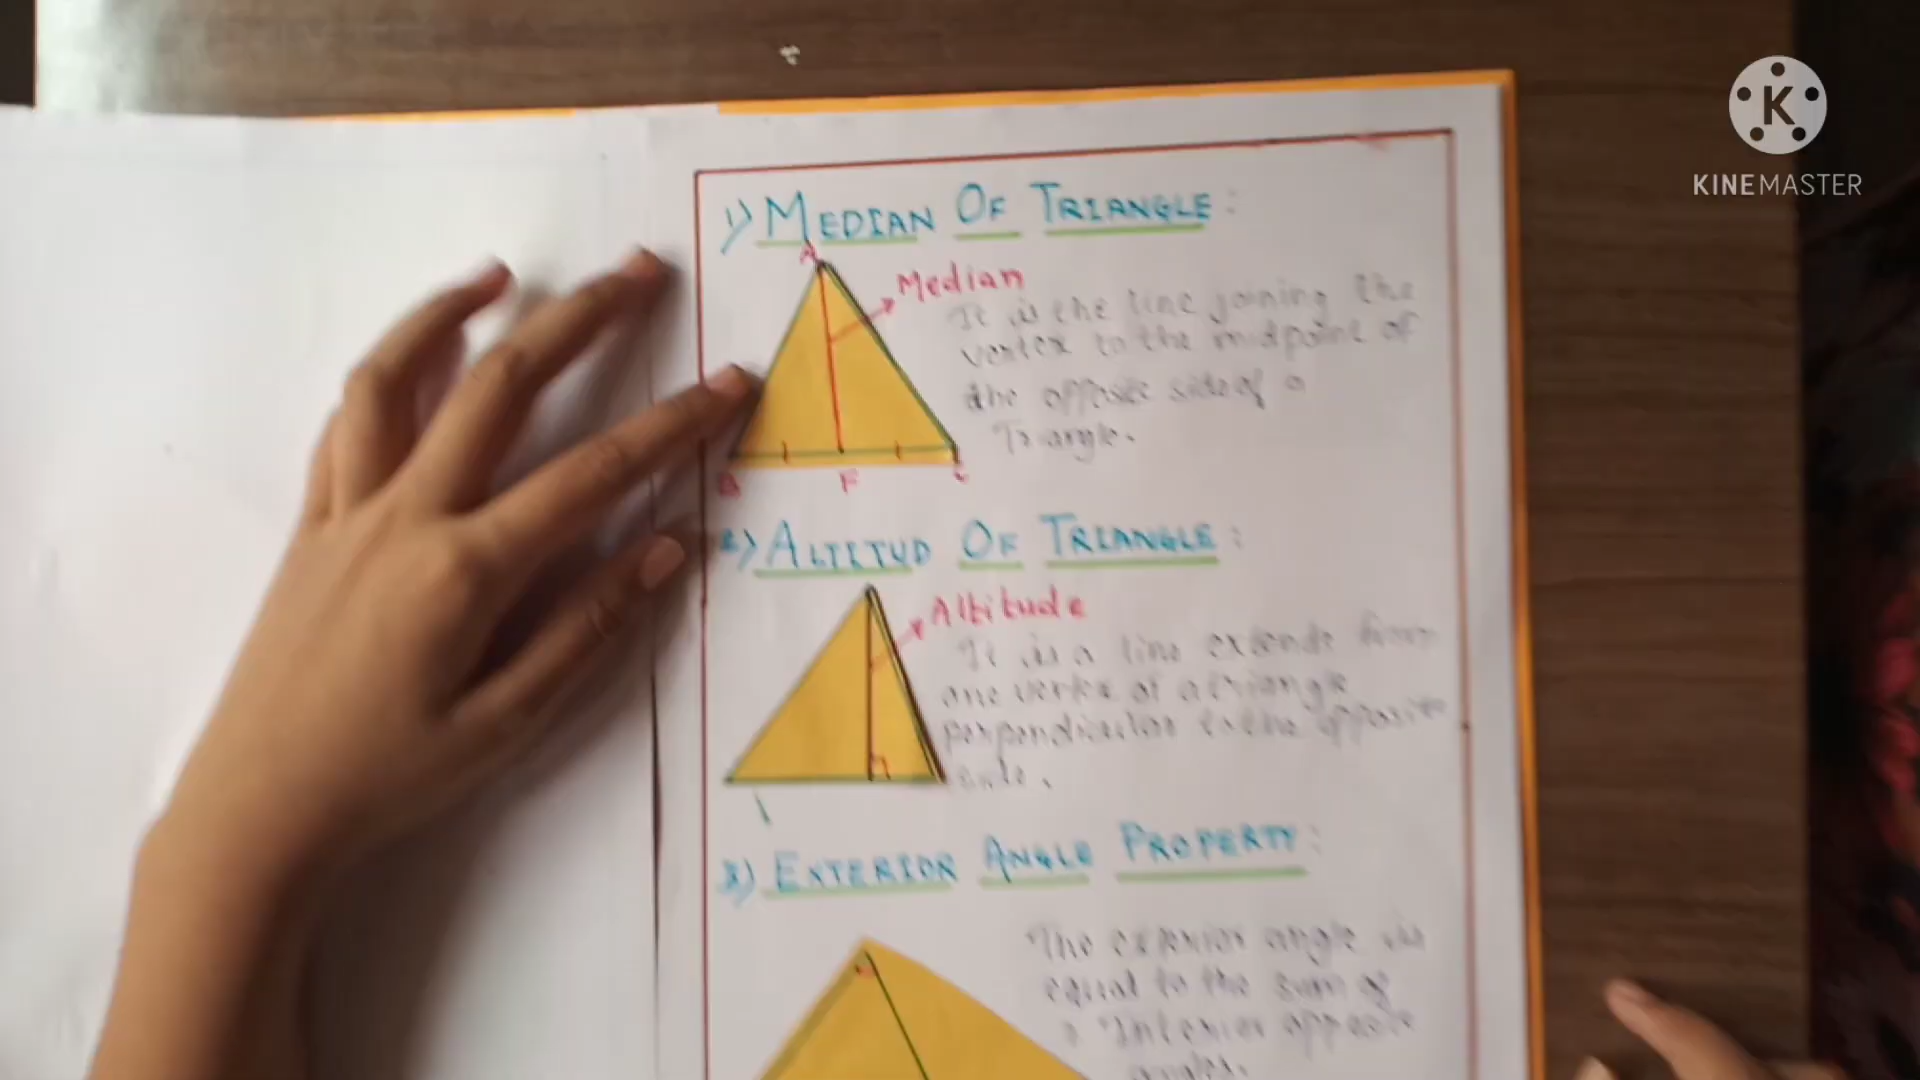 1) MEDIAN OF TRIANGLE:
A
Median
It is the line joining the
vertex to the midpoint of
the opposite side of a
Triangle.
B F C
2) ALTITUD OF TRIANGLE:
Altitude
It is a line extends from
one vertex of a triangle
perpendicular to the opposite
side.
3) EXTERIOR ANGLE PROPERTY:
The exterior angle is
equal to the sum of
Interior opposite
angles.
K
KINEMASTER